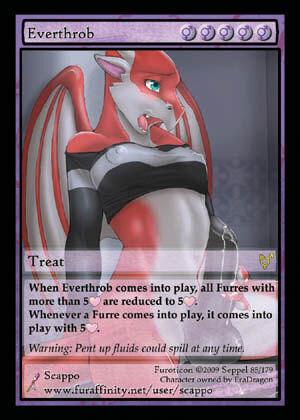 Everthrob
Treat
When Everthrob comes into play, all Furres with
more than 5 are reduced to 5 .
Whenever a Furre comes into play, it comes into
play with 5 .
Warning: Pent up fluids could spill at any time.
Furoticon ©2009 Seppel 85/179
Scappo
Character owned by EraDragon
www.furaffinity.net/user/scappo